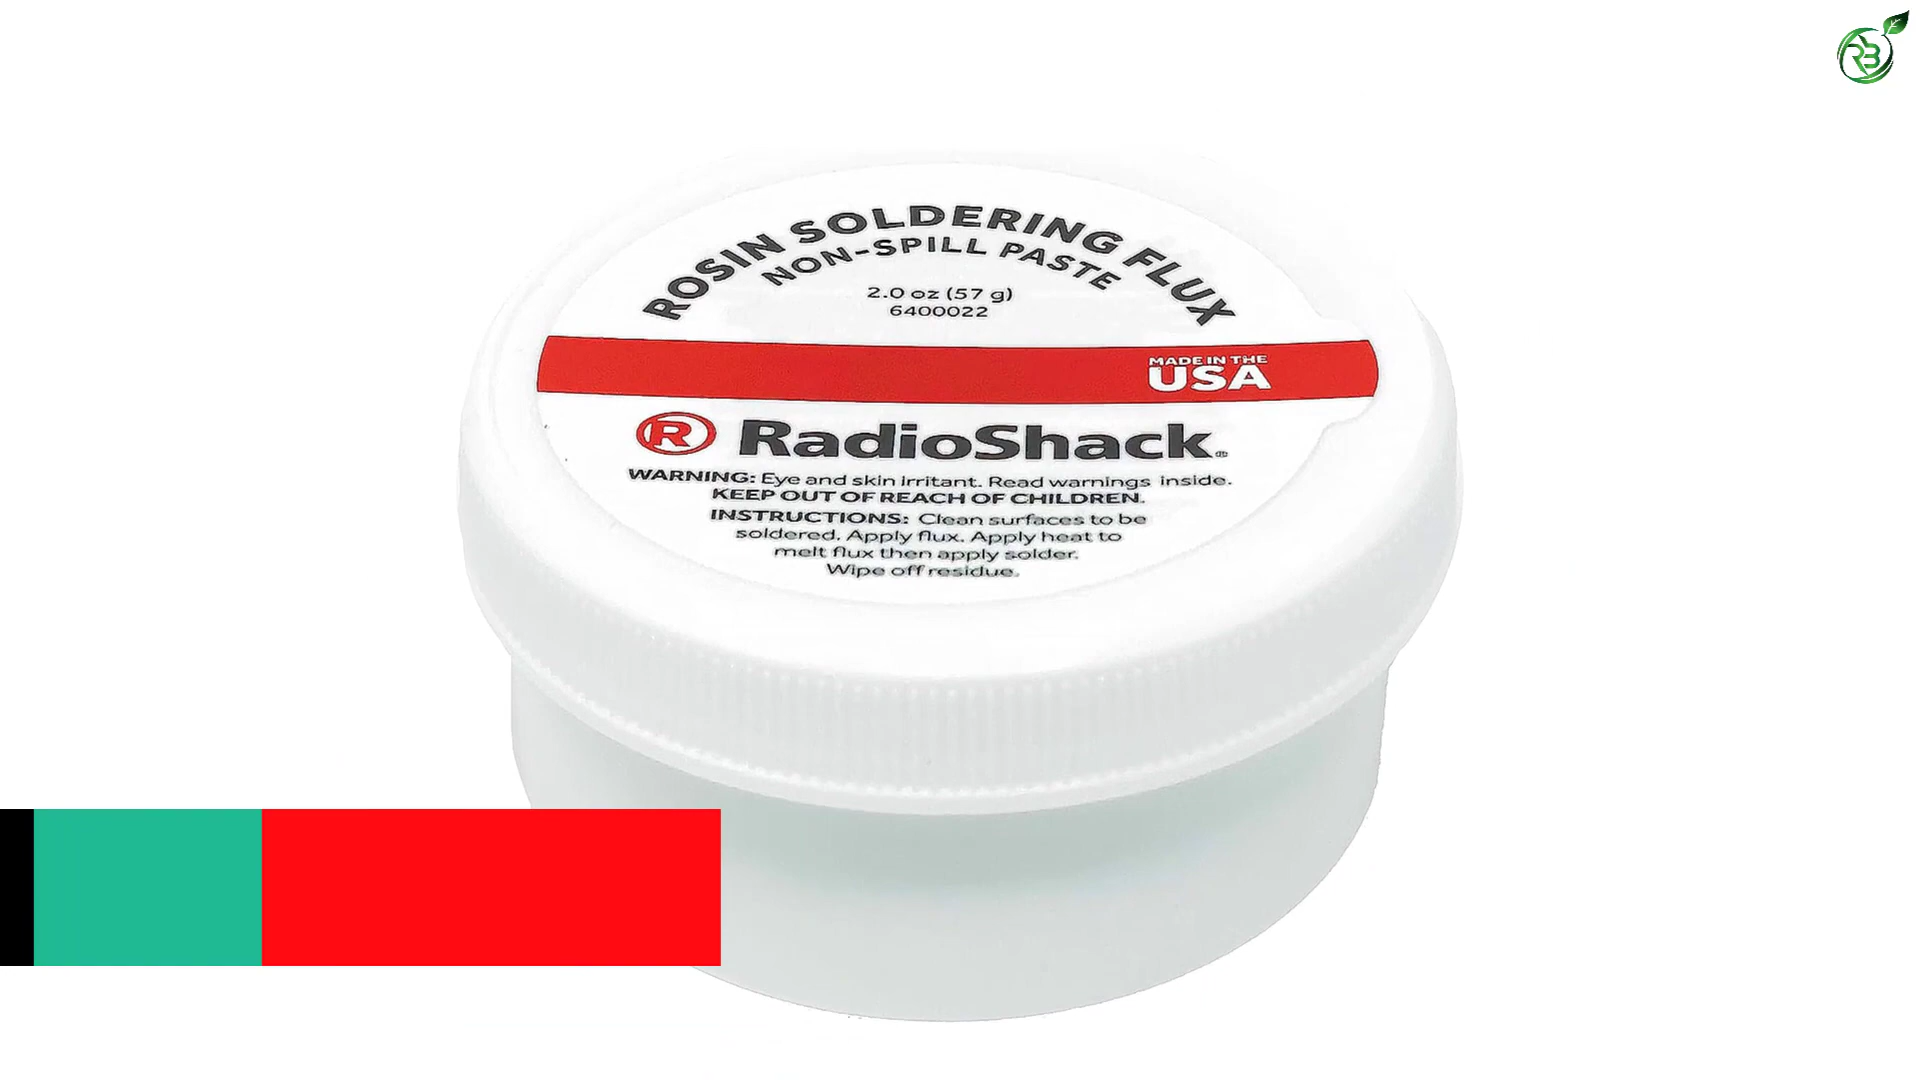 RB
ROSIN SOLDERING FLUX
NON-SPILL PASTE
2.0 oz (57 g)
6400022
MADE IN THE
USA
R RadioShack®
WARNING: Eye and skin irritant. Read warnings inside.
KEEP OUT OF REACH OF CHILDREN.
INSTRUCTIONS: Clean surfaces to be
soldered. Apply flux. Apply heat to
melt flux then apply solder.
Wipe off residue.